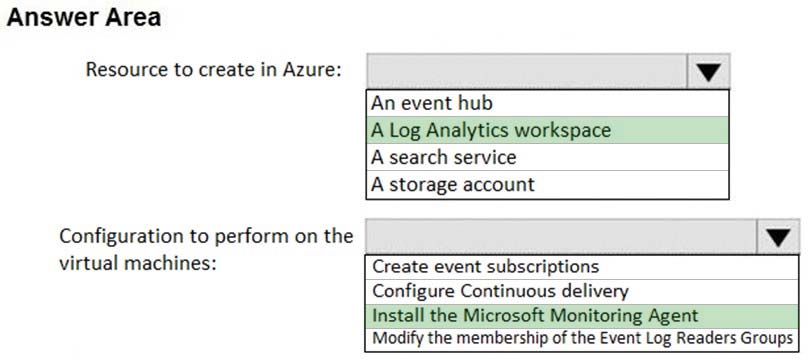 Answer Area
Resource to create in Azure:
An event hub
A Log Analytics workspace
A search service
A storage account
Configuration to perform on the
virtual machines:
Create event subscriptions
Configure Continuous delivery
Install the Microsoft Monitoring Agent
Modify the membership of the Event Log Readers Groups